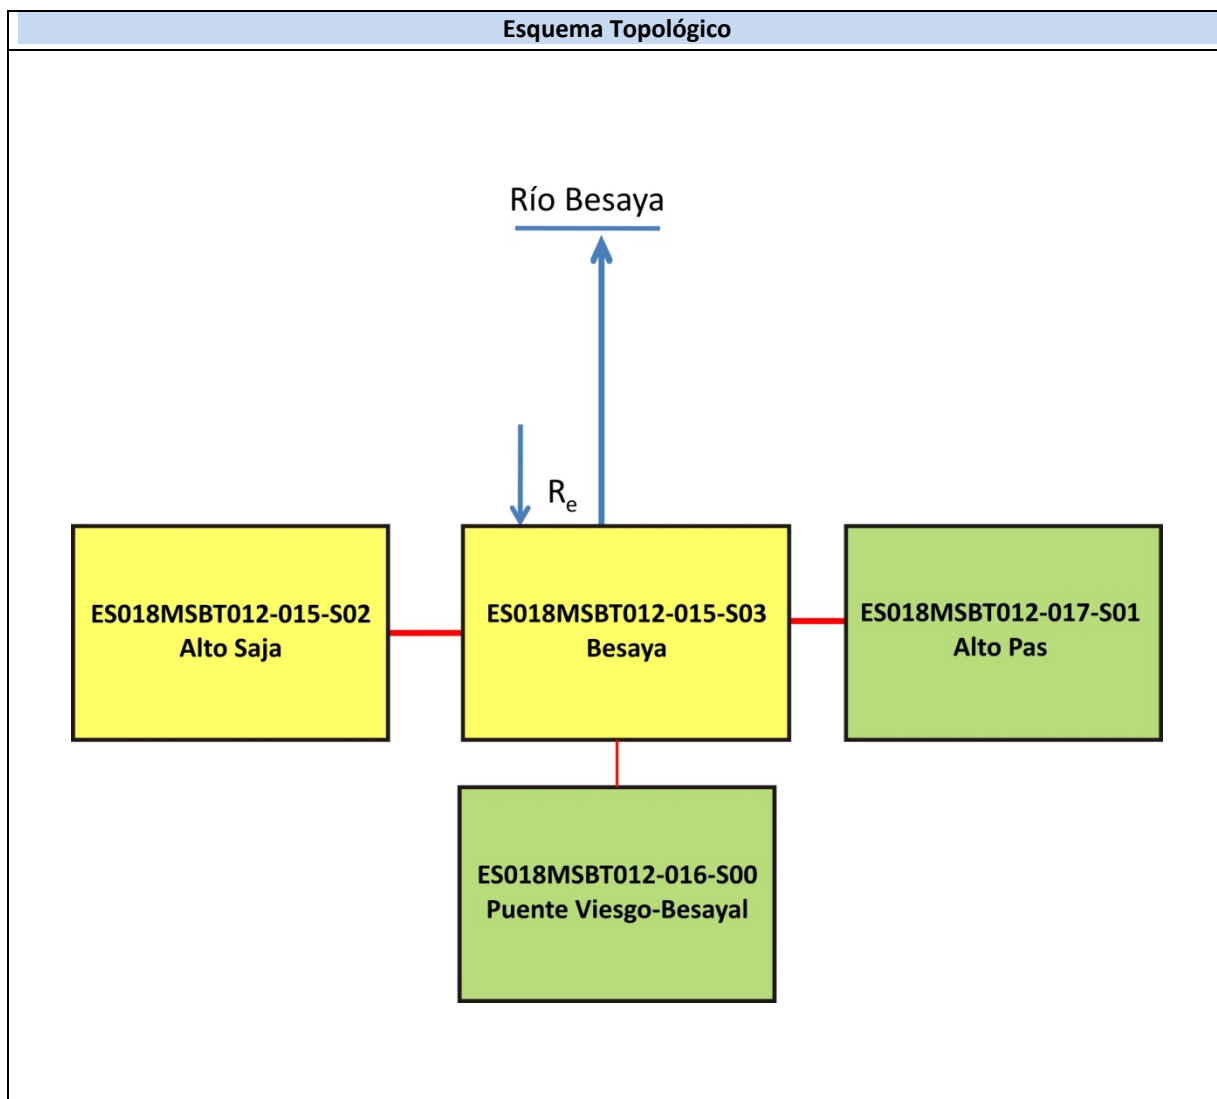 Esquema Topológico
Río Besaya
Re
ES018MSBT012-015-S02
Alto Saja
ES018MSBT012-015-S03
Besaya
ES018MSBT012-017-S01
Alto Pas
ES018MSBT012-016-S00
Puente Viesgo-Besayal